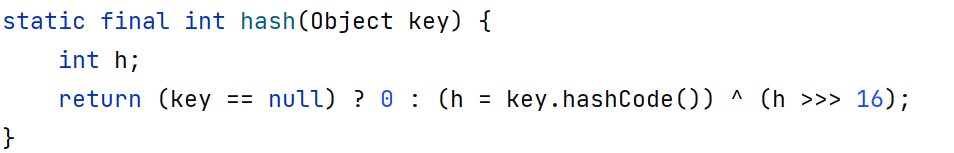 static final int hash(Object key) {
    int h;
    return (key == null) ? 0 : (h = key.hashCode()) ^ (h >>> 16);
}